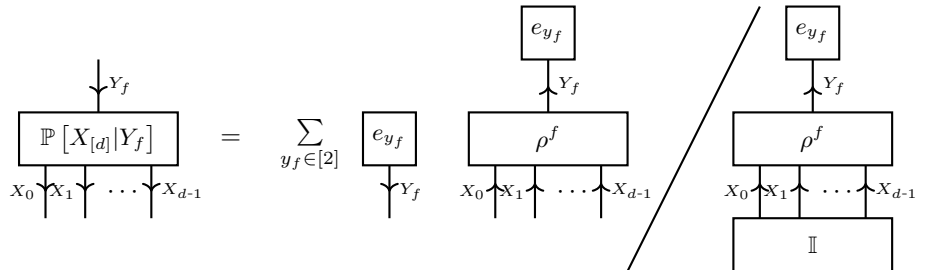 e_{y_f} e_{y_f}
Y_f Y_f Y_f
ℙ [X_{[d]}|Y_f] = ∑_{y_f∈[2]} e_{y_f} ρ^f ρ^f
X_0 X_1 ··· X_{d-1} Y_f X_0 X_1 ··· X_{d-1} X_0 X_1 ··· X_{d-1}
𝕀